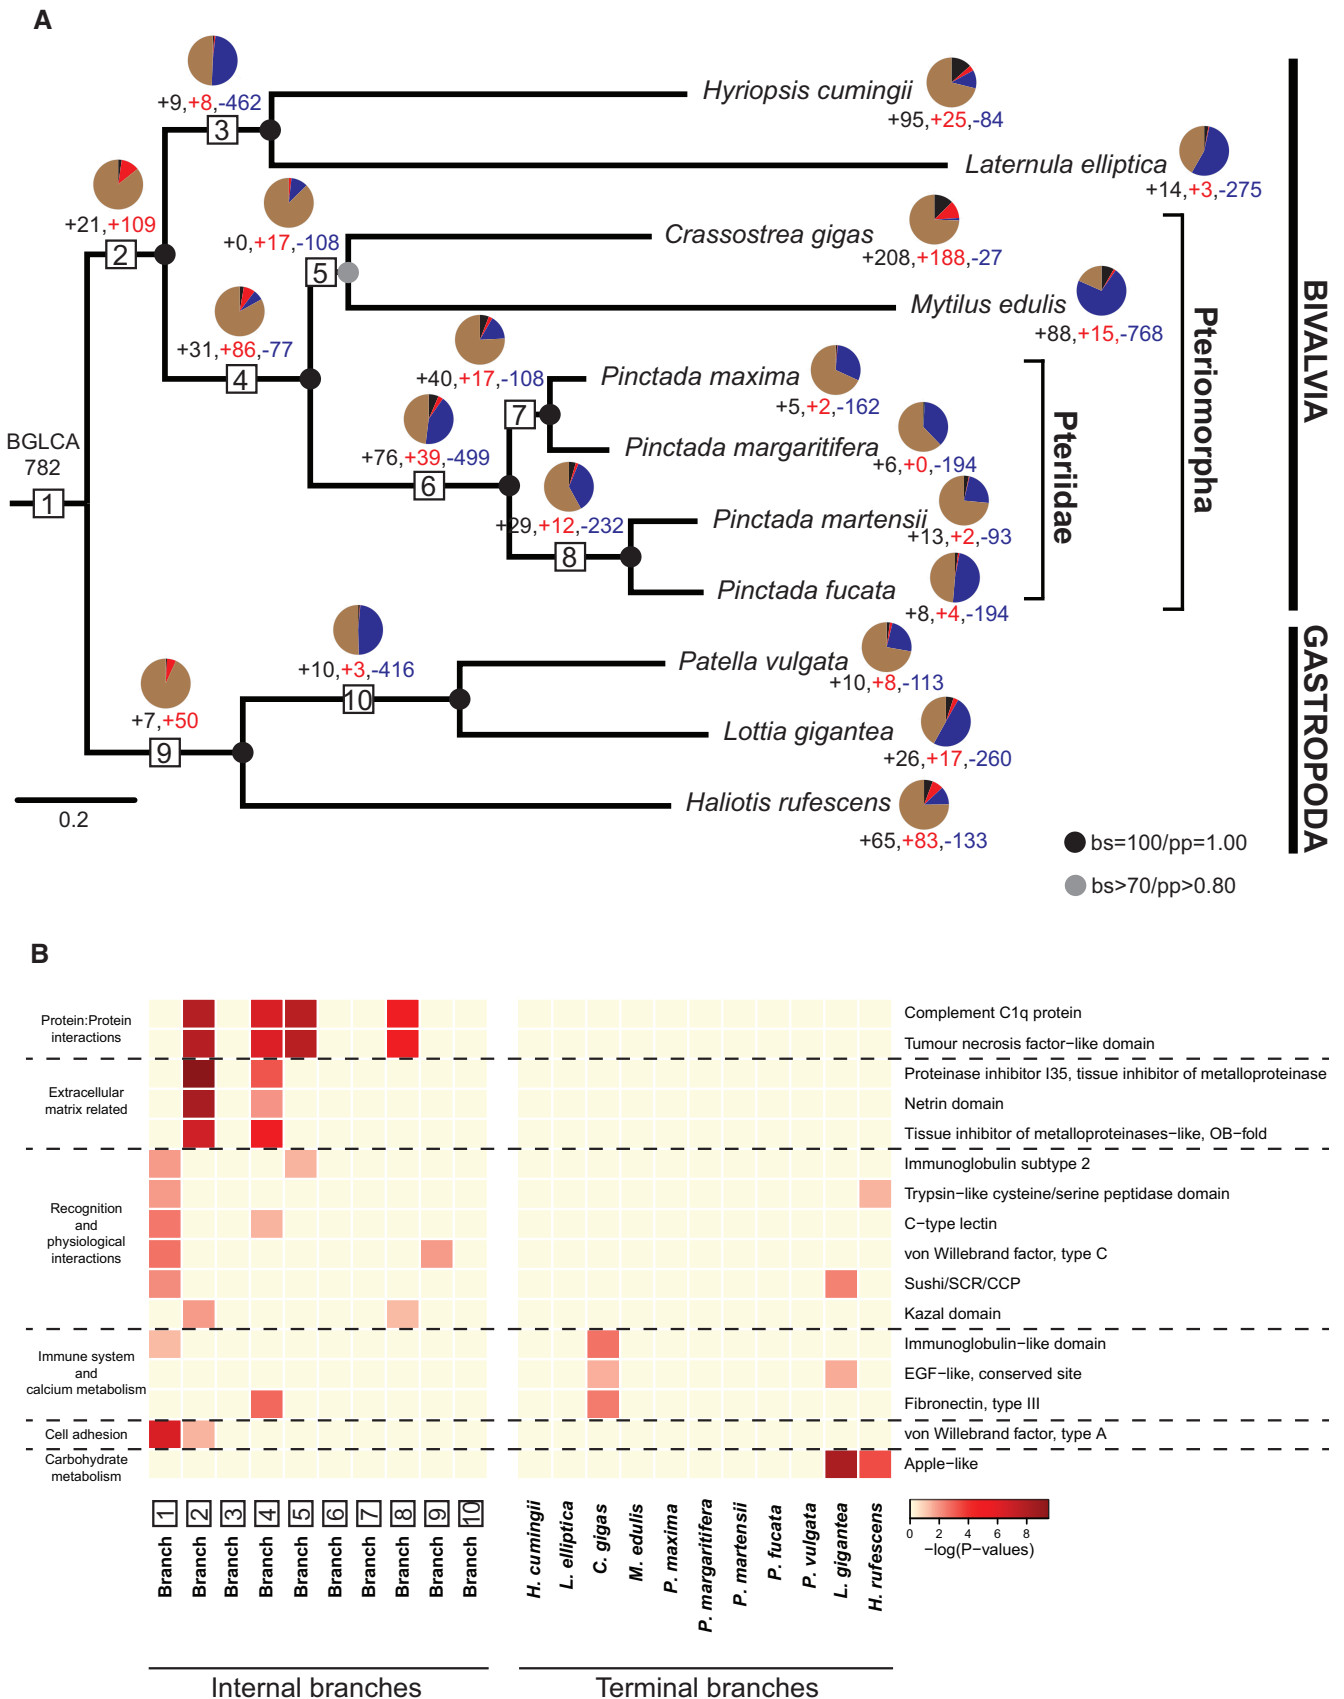 A
+9,+8,-462
3
Hyriopsis cumingii
+95,+25,-84
Laternula elliptica
+14,+3,-275
+21,+109
2
+0,+17,-108
5
Crassostrea gigas
+208,+188,-27
Mytilus edulis
+88,+15,-768
+31,+86,-77
4
+40,+17,-108
7
Pinctada maxima
+5,+2,-162
Pinctada margaritifera
+6,+0,-194
+76,+39,-499
6
BGLCA
782
1
+29,+12,-232
8
Pinctada martensii
+13,+2,-93
Pinctada fucata
+8,+4,-194
Pteriidae
Pteriomorpha
BIVALVIA
+10,+3,-416
10
Patella vulgata
+10,+8,-113
+7,+50
9
Lottia gigantea
+26,+17,-260
Haliotis rufescens
+65,+83,-133
GASTROPODA
0.2
bs=100/pp=1.00
bs>70/pp>0.80
B
Protein:Protein
interactions
Complement C1q protein
Tumour necrosis factor−like domain
Extracellular
matrix related
Proteinase inhibitor I35, tissue inhibitor of metalloproteinase
Netrin domain
Tissue inhibitor of metalloproteinases−like, OB−fold
Recognition
and
physiological
interactions
Immunoglobulin subtype 2
Trypsin−like cysteine/serine peptidase domain
C−type lectin
von Willebrand factor, type C
Sushi/SCR/CCP
Kazal domain
Immune system
and
calcium metabolism
Immunoglobulin−like domain
EGF−like, conserved site
Fibronectin, type III
Cell adhesion
von Willebrand factor, type A
Carbohydrate
metabolism
Apple−like
Branch 1
Branch 2
Branch 3
Branch 4
Branch 5
Branch 6
Branch 7
Branch 8
Branch 9
Branch 10
H. cumingii
L. elliptica
C. gigas
M. edulis
P. maxima
P. margaritifera
P. martensii
P. fucata
P. vulgata
L. gigantea
H. rufescens
0 2 4 6 8
−log(P-values)
Internal branches
Terminal branches